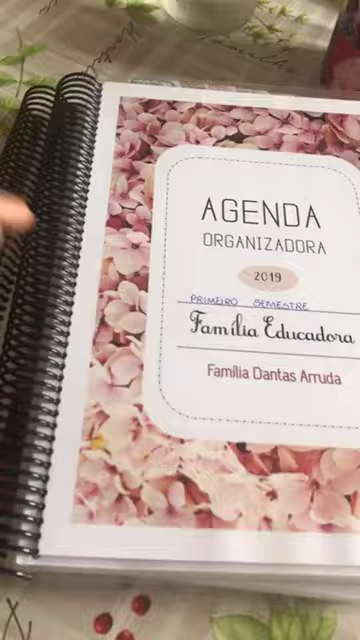 AGENDA
ORGANIZADORA
2019
PRIMEIRO SEMESTRE
Família Educadora
Família Dantas Arruda